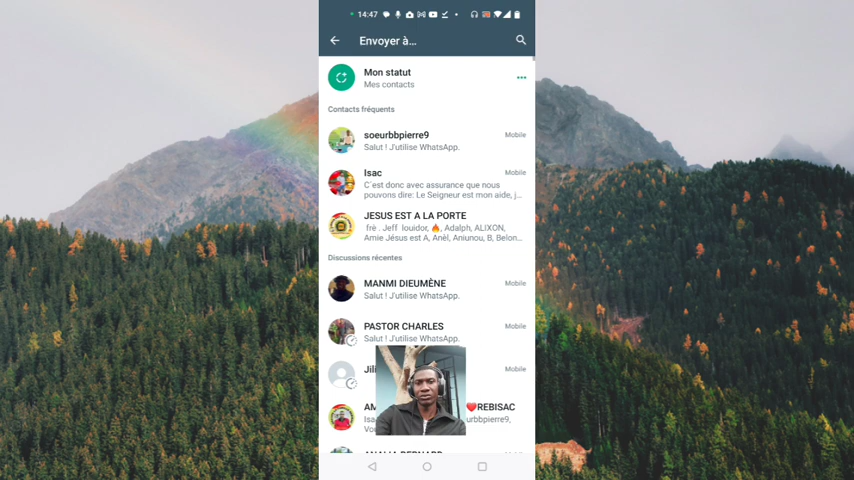 14:47
Envoyer à...
Mon statut
Mes contacts
Contacts fréquents
soeurbbpierre9
Mobile
Salut ! J'utilise WhatsApp.
Isac
Mobile
C´est donc avec assurance que nous
pouvons dire: Le Seigneur est mon aide, j...
JESUS EST A LA PORTE
frè . Jeff louidor, 🔥, Adalph, ALIXON,
Amie Jésus est A, Anèl, Aniunou, B, Belon...
Discussions récentes
MANMI DIEUMÈNE
Mobile
Salut ! J'utilise WhatsApp.
PASTOR CHARLES
Mobile
Salut ! J'utilise WhatsApp.
Jili
Mobile
❤️REBISAC
urbbpierre9,